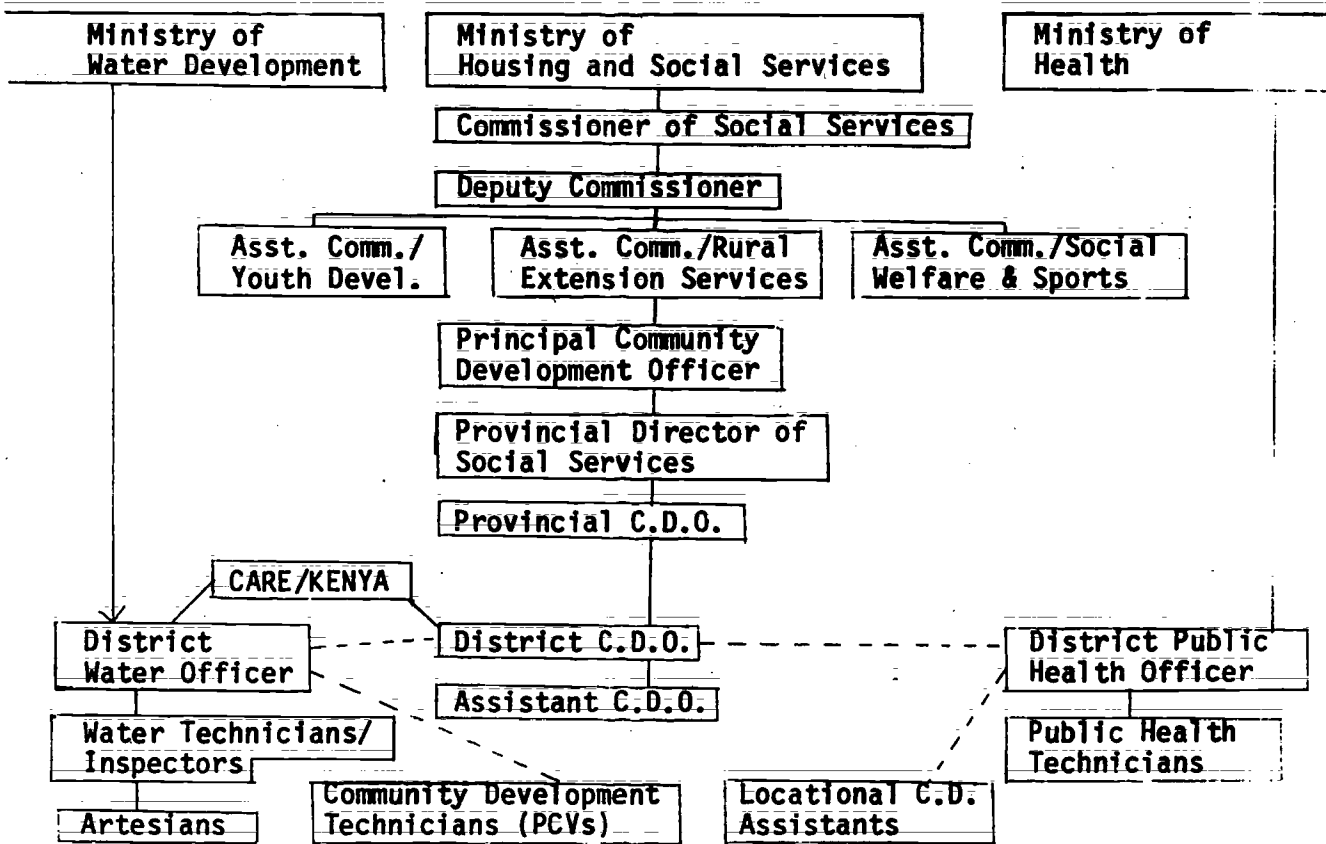 Ministry of
Water Development
Ministry of
Housing and Social Services
Ministry of
Health
Commissioner of Social Services
Deputy Commissioner
Asst. Comm./
Youth Devel.
Asst. Comm./Rural
Extension Services
Asst. Comm./Social
Welfare & Sports
Principal Community
Development Officer
Provincial Director of
Social Services
Provincial C.D.O.
CARE/KENYA
District
Water Officer
District C.D.O.
District Public
Health Officer
Assistant C.D.O.
Water Technicians/
Inspectors
Public Health
Technicians
Artesians
Community Development
Technicians (PCVs)
Locational C.D.
Assistants